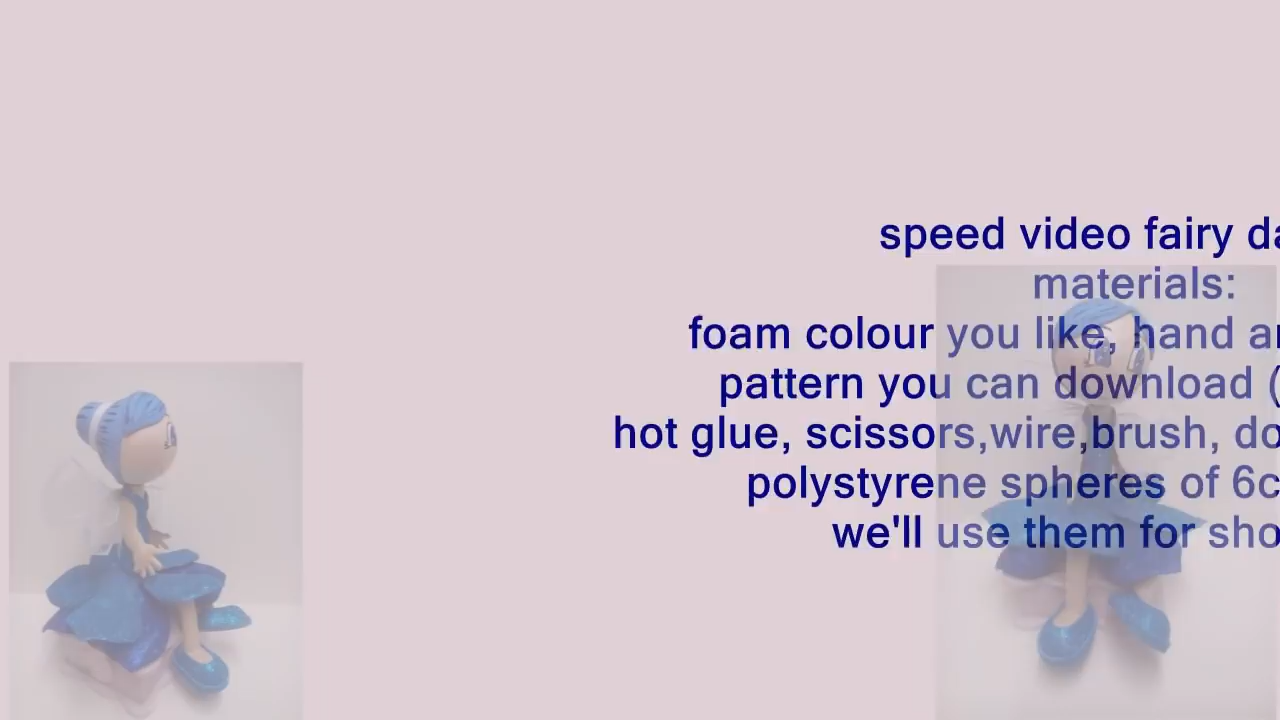 speed video fairy da
materials:
foam colour you like, hand ar
pattern you can download (
hot glue, scissors,wire,brush, do
polystyrene spheres of 6c
we'll use them for sho